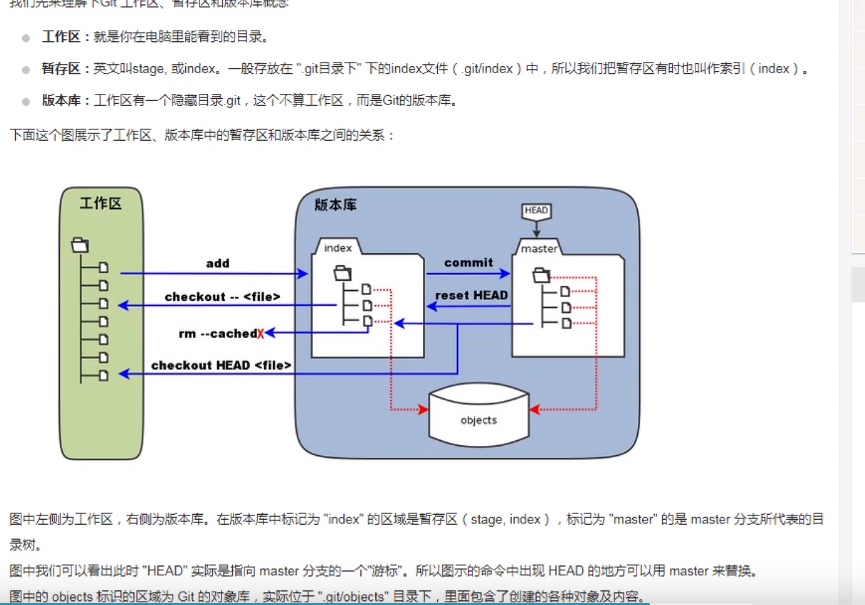 我们先来理解下Git 工作区、暂存区和版本库概念
工作区：就是你在电脑里能看到的目录。
暂存区：英文叫stage, 或index。一般存放在 ".git目录下" 下的index文件（.git/index）中，所以我们把暂存区有时也叫作索引（index）。
版本库：工作区有一个隐藏目录.git，这个不算工作区，而是Git的版本库。
下面这个图展示了工作区、版本库中的暂存区和版本库之间的关系：
工作区
版本库
HEAD
index
master
add
commit
checkout -- <file>
reset HEAD
rm --cachedX
checkout HEAD <file>
objects
图中左侧为工作区，右侧为版本库。在版本库中标记为 "index" 的区域是暂存区（stage, index），标记为 "master" 的是 master 分支所代表的目
录树。
图中我们可以看出此时 "HEAD" 实际是指向 master 分支的一个"游标"。所以图示的命令中出现 HEAD 的地方可以用 master 来替换。
图中的 objects 标识的区域为 Git 的对象库，实际位于 ".git/objects" 目录下，里面包含了创建的各种对象及内容。